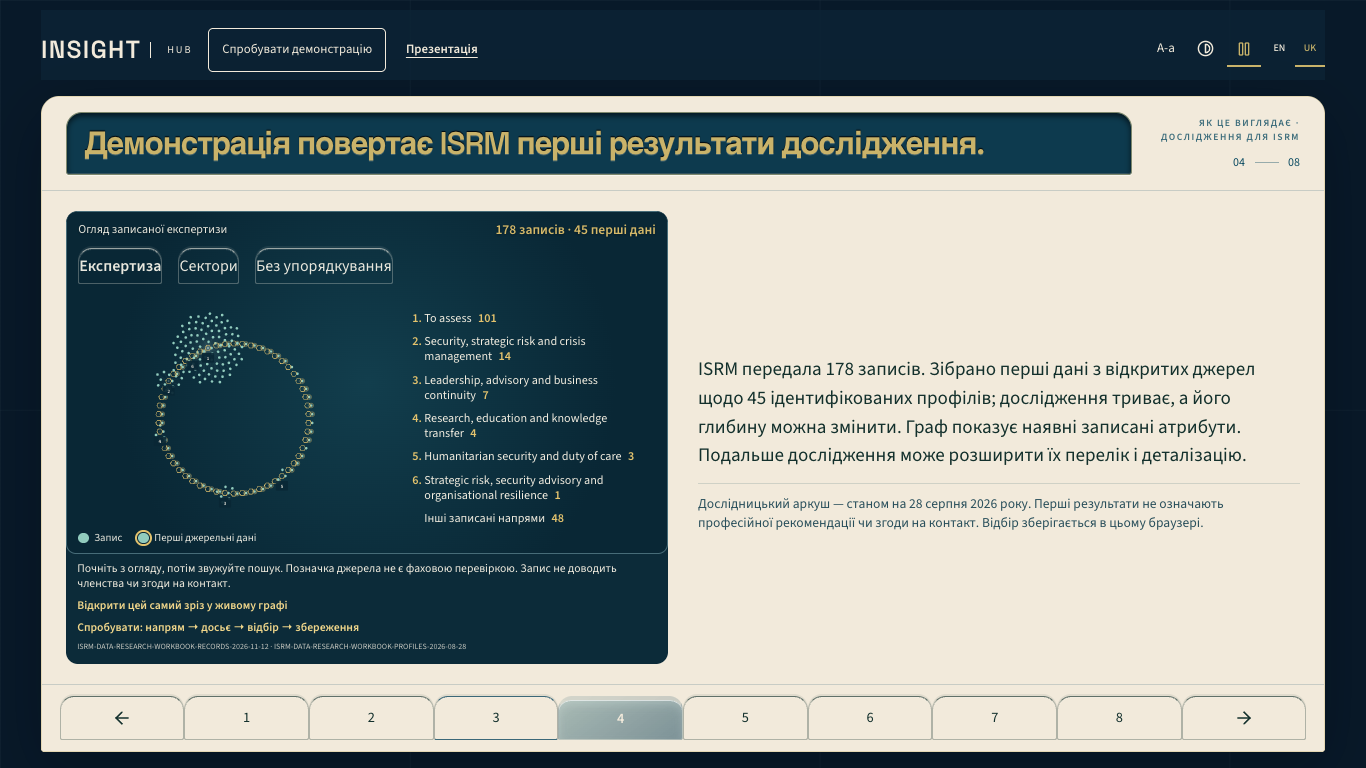 INSIGHT | HUB
Спробувати демонстрацію
Презентація
A-a
EN
UK
Демонстрація повертає ISRM перші результати дослідження.
ЯК ЦЕ ВИГЛЯДАЄ ·
ДОСЛІДЖЕННЯ ДЛЯ ISRM
04 — 08
Огляд записаної експертизи
178 записів · 45 перші дані
Експертиза
Сектори
Без упорядкування
1. To assess 101
2. Security, strategic risk and crisis
management 14
3. Leadership, advisory and business
continuity 7
4. Research, education and knowledge
transfer 4
5. Humanitarian security and duty of care 3
6. Strategic risk, security advisory and
organisational resilience 1
Інші записані напрями 48
Запис
Перші джерельні дані
Почніть з огляду, потім звужуйте пошук. Позначка джерела не є фаховою перевіркою. Запис не доводить
членства чи згоди на контакт.
Відкрити цей самий зріз у живому графі
Спробувати: напрям → досьє → відбір → збереження
ISRM-DATA-RESEARCH-WORKBOOK-RECORDS-2026-11-12 · ISRM-DATA-RESEARCH-WORKBOOK-PROFILES-2026-08-28
ISRM передала 178 записів. Зібрано перші дані з відкритих джерел
щодо 45 ідентифікованих профілів; дослідження триває, а його
глибину можна змінити. Граф показує наявні записані атрибути.
Подальше дослідження може розширити їх перелік і деталізацію.
Дослідницький аркуш — станом на 28 серпня 2026 року. Перші результати не означають
професійної рекомендації чи згоди на контакт. Відбір зберігається в цьому браузері.
← 1 2 3 4 5 6 7 8 →